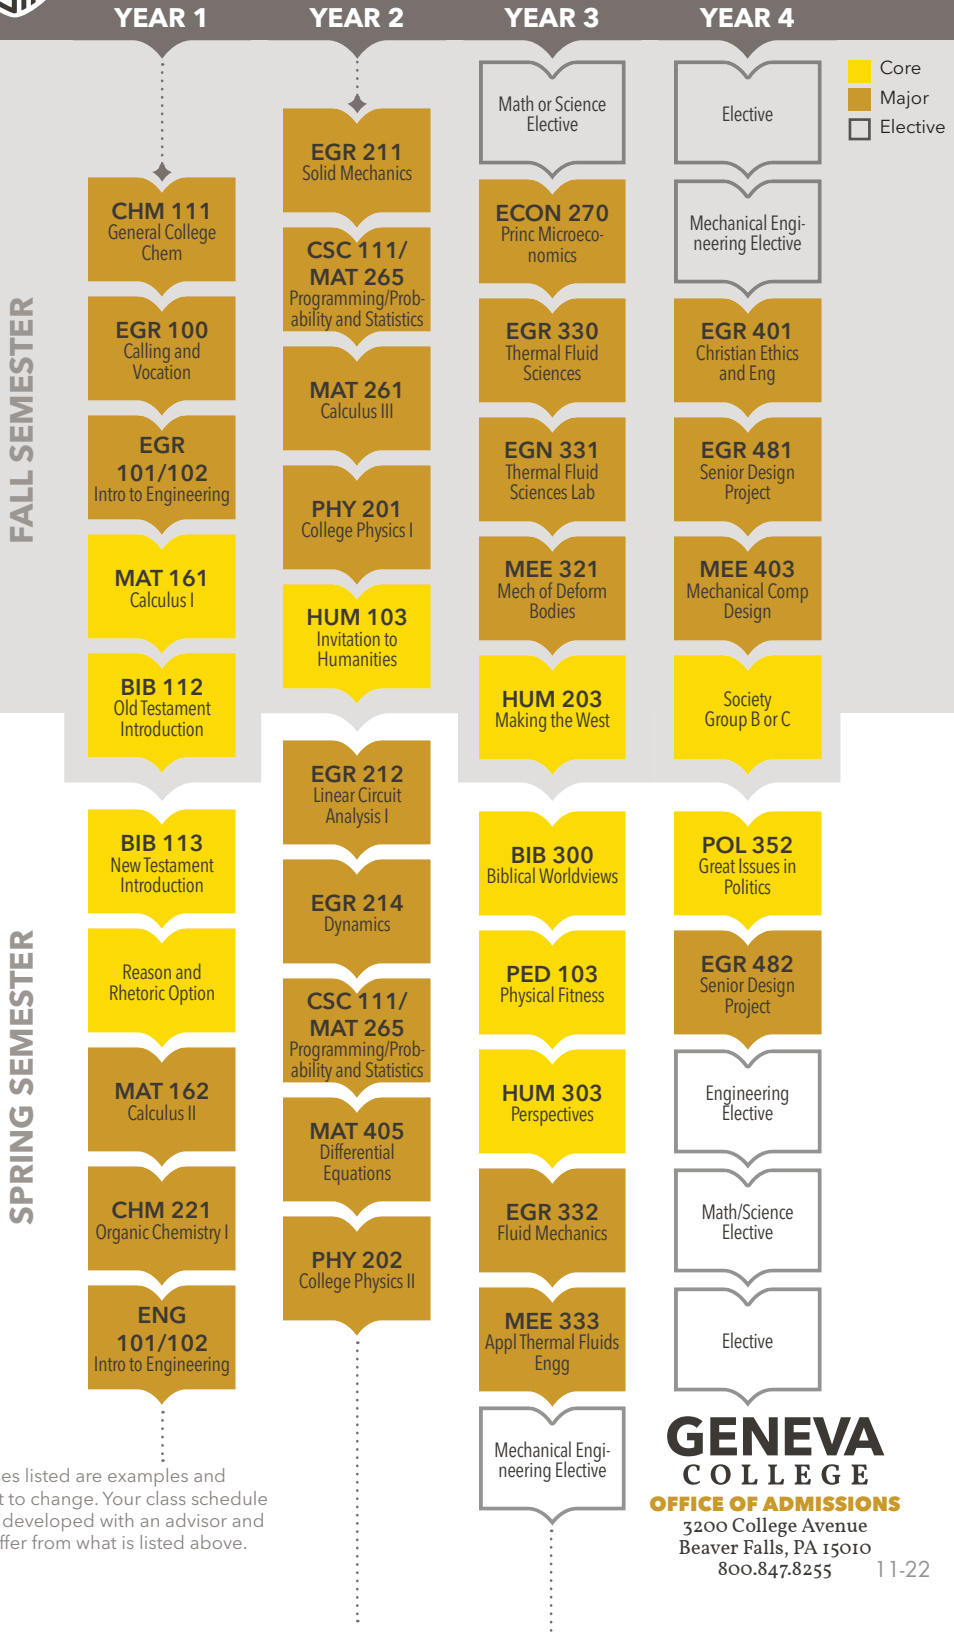 YEAR 1
YEAR 2
YEAR 3
YEAR 4
Core
Major
Elective
FALL SEMESTER
CHM 111
General College
Chem
EGR 100
Calling and
Vocation
EGR
101/102
Intro to Engineering
MAT 161
Calculus I
BIB 112
Old Testament
Introduction
EGR 211
Solid Mechanics
CSC 111/
MAT 265
Programming/Prob-
ability and Statistics
MAT 261
Calculus III
PHY 201
College Physics I
HUM 103
Invitation to
Humanities
Math or Science
Elective
ECON 270
Princ Microeco-
nomics
EGR 330
Thermal Fluid
Sciences
EGN 331
Thermal Fluid
Sciences Lab
MEE 321
Mech of Deform
Bodies
HUM 203
Making the West
Elective
Mechanical Engi-
neering Elective
EGR 401
Christian Ethics
and Eng
EGR 481
Senior Design
Project
MEE 403
Mechanical Comp
Design
Society
Group B or C
SPRING SEMESTER
BIB 113
New Testament
Introduction
Reason and
Rhetoric Option
MAT 162
Calculus II
CHM 221
Organic Chemistry I
ENG
101/102
Intro to Engineering
EGR 212
Linear Circuit
Analysis I
EGR 214
Dynamics
CSC 111/
MAT 265
Programming/Prob-
ability and Statistics
MAT 405
Differential
Equations
PHY 202
College Physics II
BIB 300
Biblical Worldviews
PED 103
Physical Fitness
HUM 303
Perspectives
EGR 332
Fluid Mechanics
MEE 333
Appl Thermal Fluids
Engg
Mechanical Engi-
neering Elective
POL 352
Great Issues in
Politics
EGR 482
Senior Design
Project
Engineering
Elective
Math/Science
Elective
Elective
listed are examples and
to change. Your class schedule
developed with an advisor and
from what is listed above.
GENEVA
COLLEGE
OFFICE OF ADMISSIONS
3200 College Avenue
Beaver Falls, PA 15010
800.847.8255
11-22